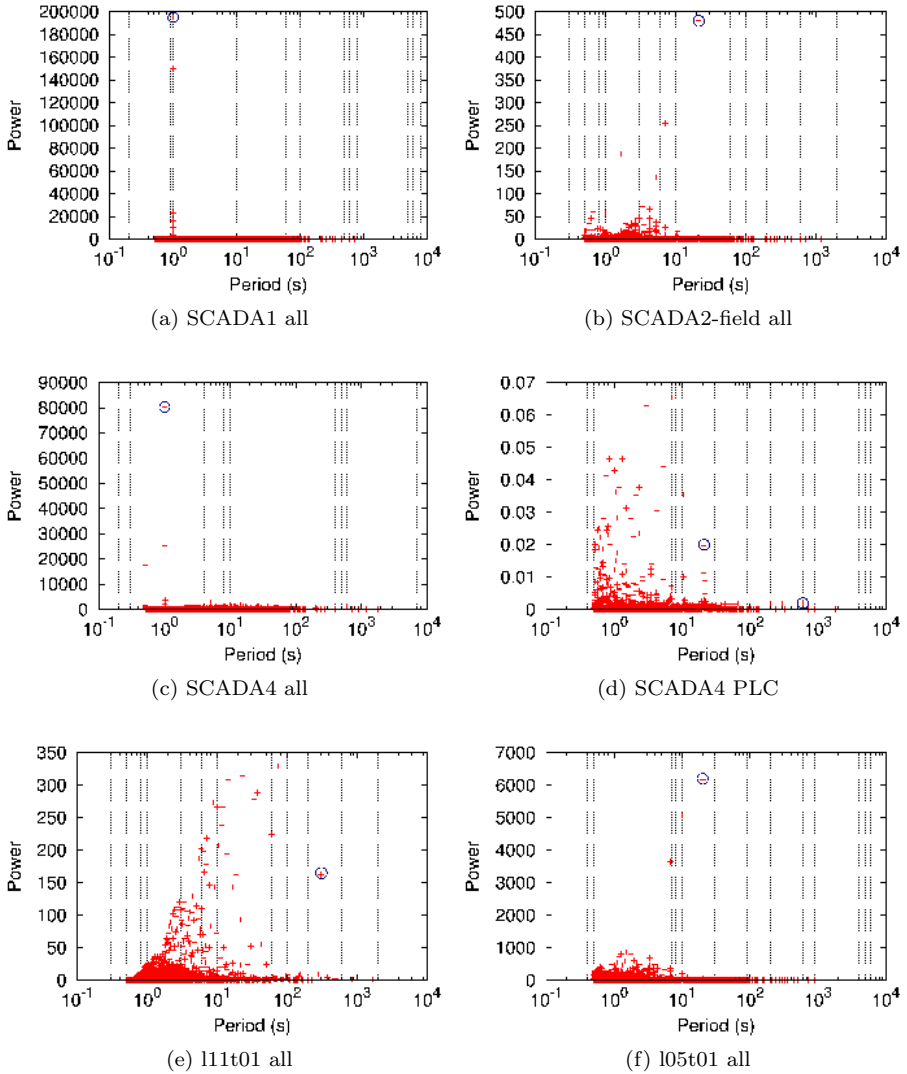 200000
180000
160000
140000
120000
100000
80000
60000
40000
20000
0
Power
10^-1 10^0 10^1 10^2 10^3 10^4
Period (s)
(a) SCADA1 all
500
450
400
350
300
250
200
150
100
50
0
Power
10^-1 10^0 10^1 10^2 10^3 10^4
Period (s)
(b) SCADA2-field all
90000
80000
70000
60000
50000
40000
30000
20000
10000
0
Power
10^-1 10^0 10^1 10^2 10^3 10^4
Period (s)
(c) SCADA4 all
0.07
0.06
0.05
0.04
0.03
0.02
0.01
0
Power
10^-1 10^0 10^1 10^2 10^3 10^4
Period (s)
(d) SCADA4 PLC
350
300
250
200
150
100
50
0
Power
10^-1 10^0 10^1 10^2 10^3 10^4
Period (s)
(e) l11t01 all
7000
6000
5000
4000
3000
2000
1000
0
Power
10^-1 10^0 10^1 10^2 10^3 10^4
Period (s)
(f) l05t01 all